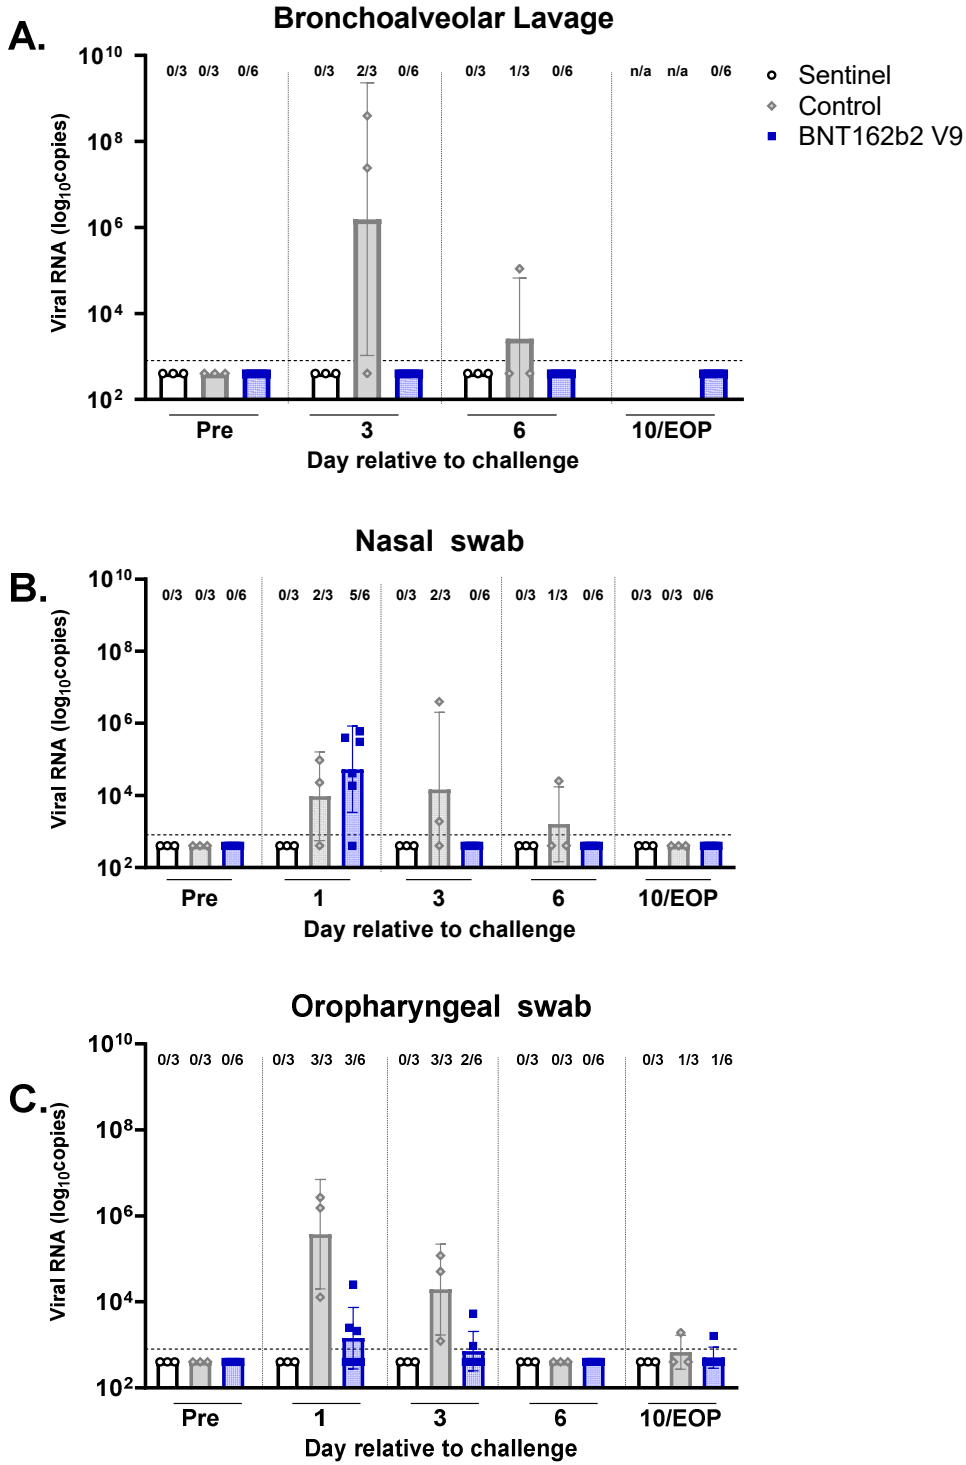 Bronchoalveolar Lavage
A.
10^10
10^8
10^6
10^4
10^2
Viral RNA (log10copies)
0/3 0/3 0/6 0/3 2/3 0/6 0/3 1/3 0/6 n/a n/a 0/6
Sentinel
Control
BNT162b2 V9
Pre 3 6 10/EOP
Day relative to challenge
Nasal swab
B.
10^10
10^8
10^6
10^4
10^2
Viral RNA (log10copies)
0/3 0/3 0/6 0/3 2/3 5/6 0/3 2/3 0/6 0/3 1/3 0/6 0/3 0/3 0/6
Pre 1 3 6 10/EOP
Day relative to challenge
Oropharyngeal swab
C.
10^10
10^8
10^6
10^4
10^2
Viral RNA (log10copies)
0/3 0/3 0/6 0/3 3/3 3/6 0/3 3/3 2/6 0/3 0/3 0/6 0/3 1/3 1/6
Pre 1 3 6 10/EOP
Day relative to challenge